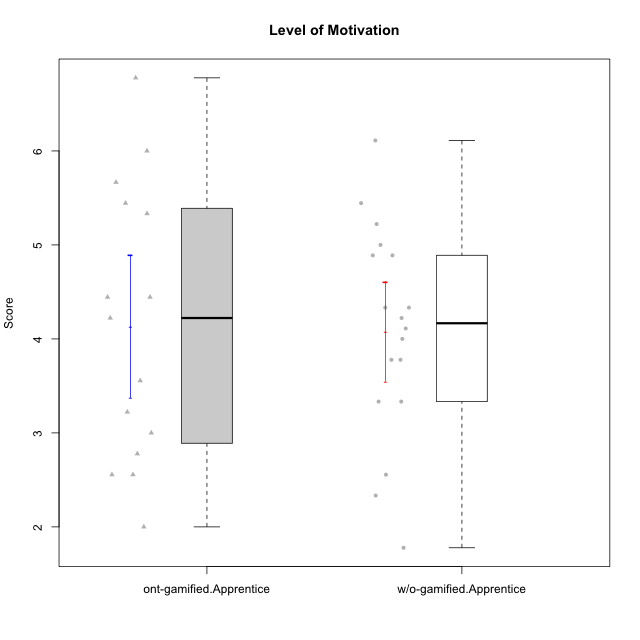 Level of Motivation
Score
6
5
4
3
2
ont-gamified.Apprentice
w/o-gamified.Apprentice